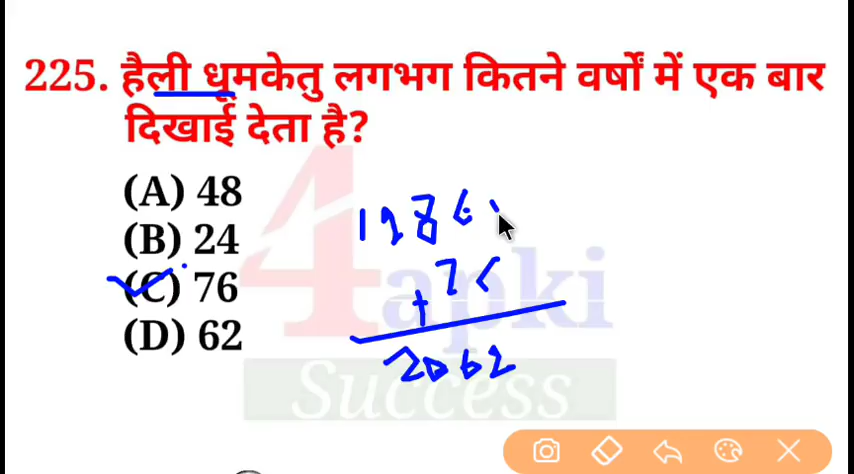 225. हैली धूमकेतु लगभग कितने वर्षों में एक बार
दिखाई देता है?
(A) 48
(B) 24
(C) 76
(D) 62
1986
+ 76
2062
4apki
Success